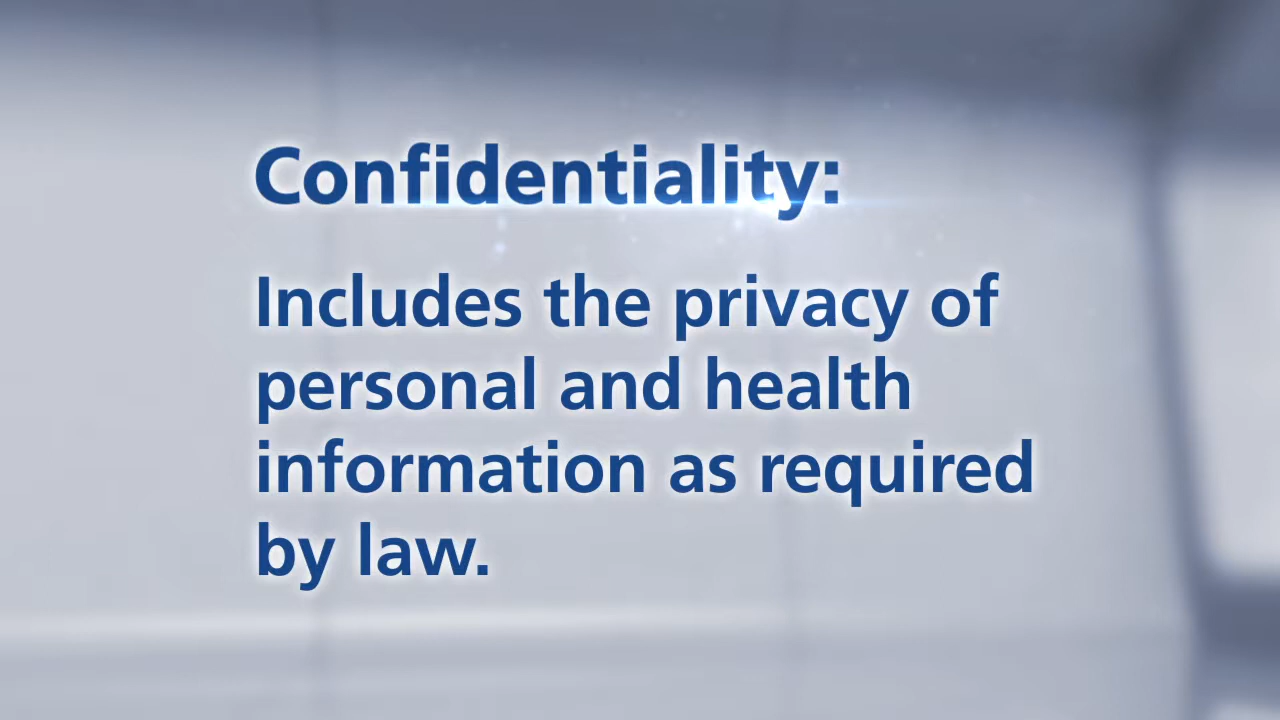 Confidentiality:
Includes the privacy of
personal and health
information as required
by law.